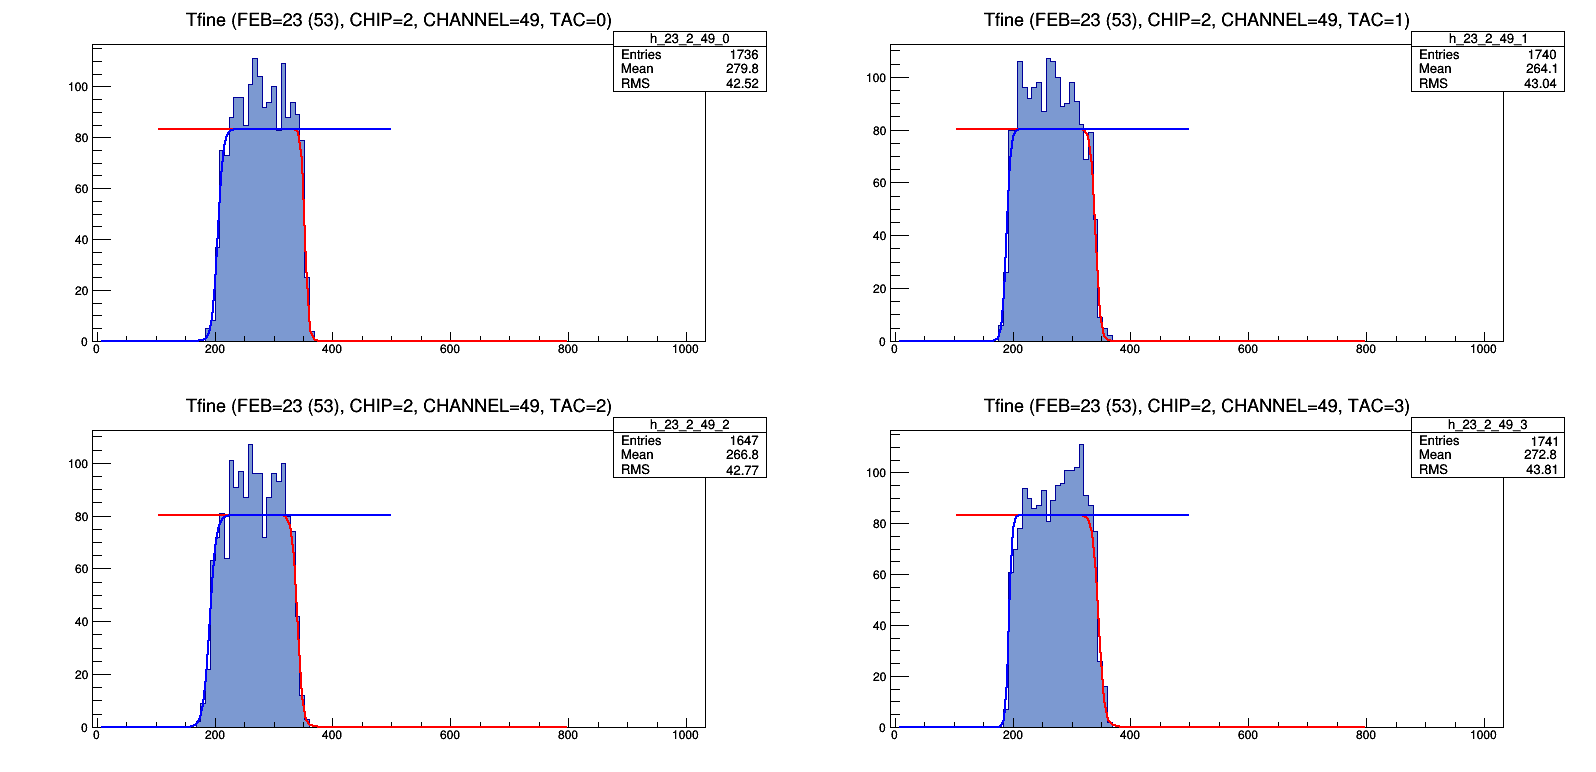 Tfine (FEB=23 (53), CHIP=2, CHANNEL=49, TAC=0)
h_23_2_49_0
Entries 1736
Mean 279.8
RMS 42.52
100
80
60
40
20
0
0 200 400 600 800 1000
Tfine (FEB=23 (53), CHIP=2, CHANNEL=49, TAC=1)
h_23_2_49_1
Entries 1740
Mean 264.1
RMS 43.04
100
80
60
40
20
0
0 200 400 600 800 1000
Tfine (FEB=23 (53), CHIP=2, CHANNEL=49, TAC=2)
h_23_2_49_2
Entries 1647
Mean 266.8
RMS 42.77
100
80
60
40
20
0
0 200 400 600 800 1000
Tfine (FEB=23 (53), CHIP=2, CHANNEL=49, TAC=3)
h_23_2_49_3
Entries 1741
Mean 272.8
RMS 43.81
100
80
60
40
20
0
0 200 400 600 800 1000